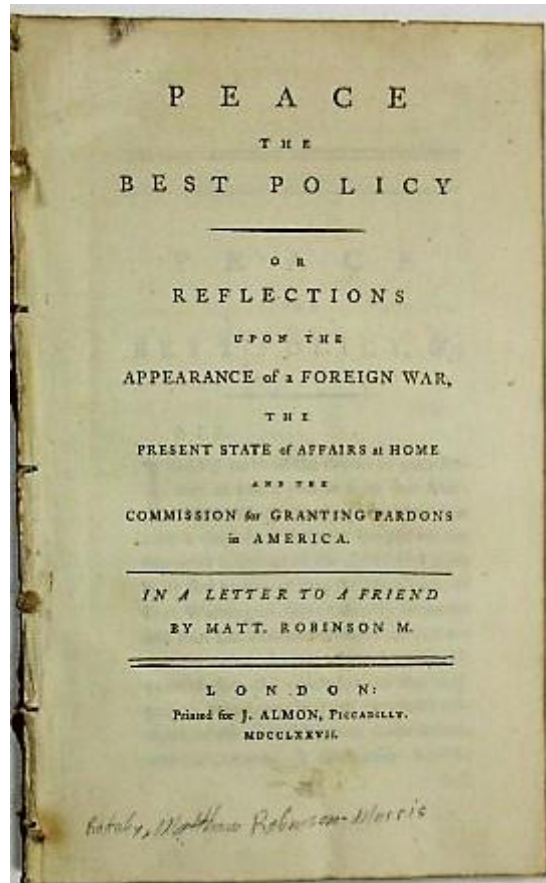 PEACE
THE
BEST POLICY
OR
REFLECTIONS
UPON THE
APPEARANCE of a FOREIGN WAR,
THE
PRESENT STATE of AFFAIRS at HOME
AND THE
COMMISSION for GRANTING PARDONS
in AMERICA.
IN A LETTER TO A FRIEND
BY MATT. ROBINSON M.
LONDON:
Printed for J. ALMON, PICCADILLY.
MDCCLXXVII.
Matthew Robinson-Morris